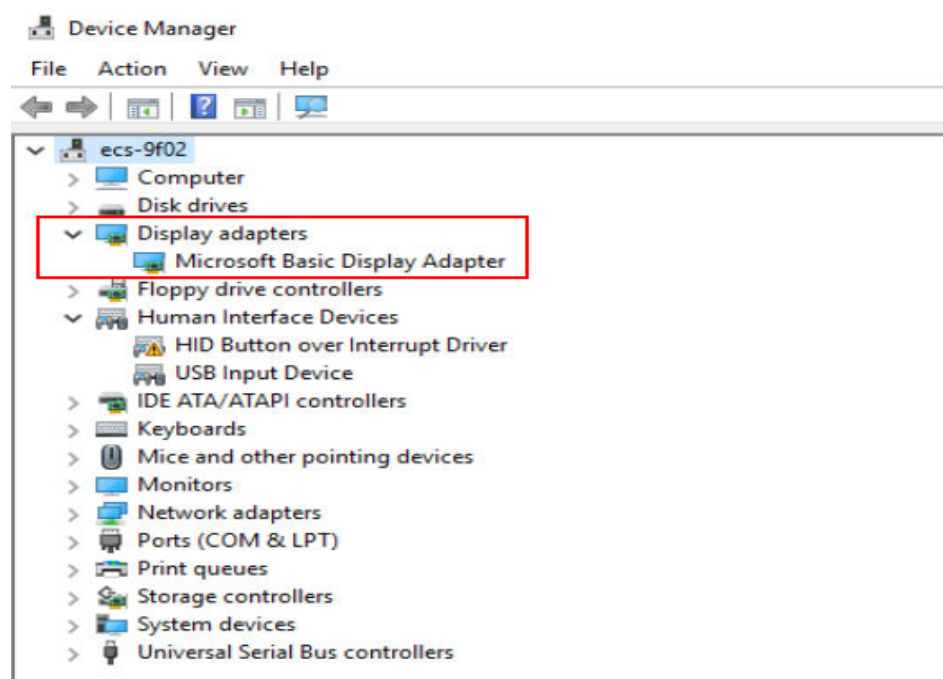 Device Manager
File Action View Help
ecs-9f02
Computer
Disk drives
Display adapters
Microsoft Basic Display Adapter
Floppy drive controllers
Human Interface Devices
HID Button over Interrupt Driver
USB Input Device
IDE ATA/ATAPI controllers
Keyboards
Mice and other pointing devices
Monitors
Network adapters
Ports (COM & LPT)
Print queues
Storage controllers
System devices
Universal Serial Bus controllers